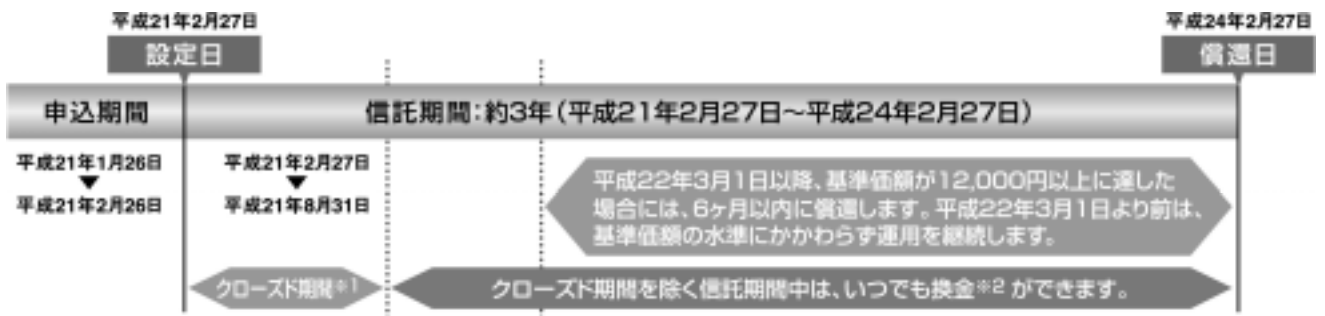 平成21年2月27日
平成24年2月27日
設定日
償還日
申込期間
信託期間:約3年(平成21年2月27日～平成24年2月27日)
平成21年1月26日
▼
平成21年2月26日
平成21年2月27日
▼
平成21年8月31日
平成22年3月1日以降、基準価額が12,000円以上に達した
場合には、6ヶ月以内に償還します。平成22年3月1日より前は、
基準価額の水準にかかわらず運用を継続します。
クローズド期間※1
クローズド期間を除く信託期間中は、いつでも換金※2 ができます。